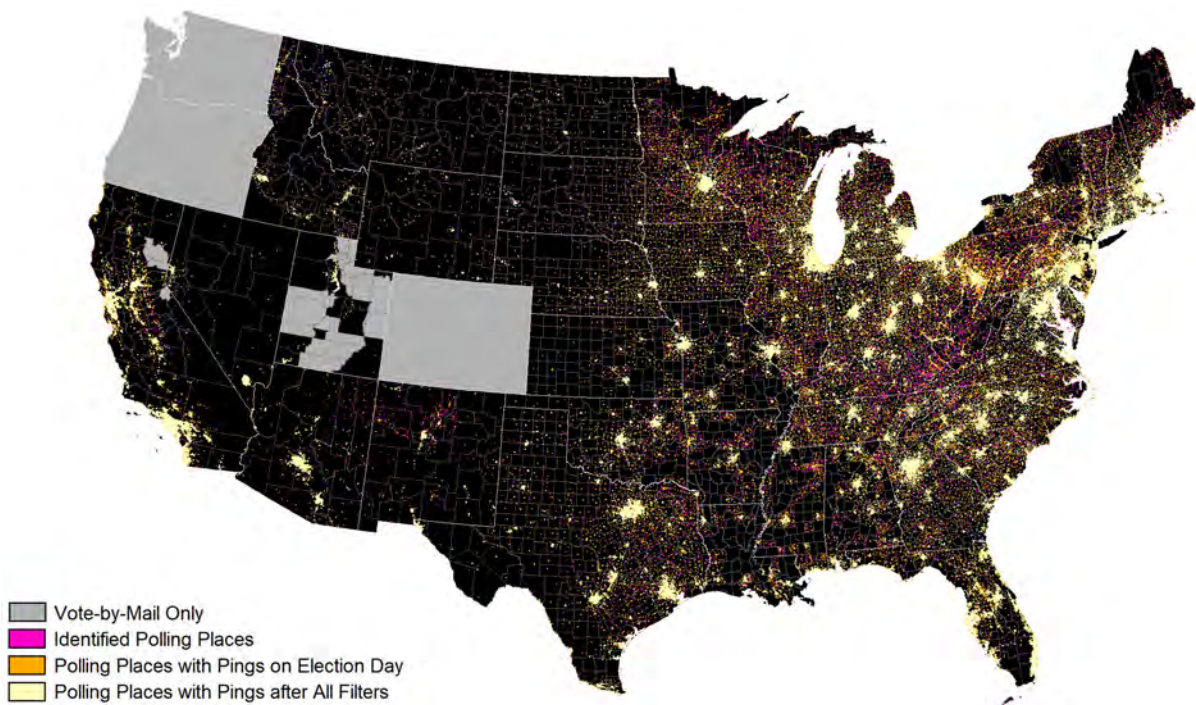 Vote-by-Mail Only
Identified Polling Places
Polling Places with Pings on Election Day
Polling Places with Pings after All Filters